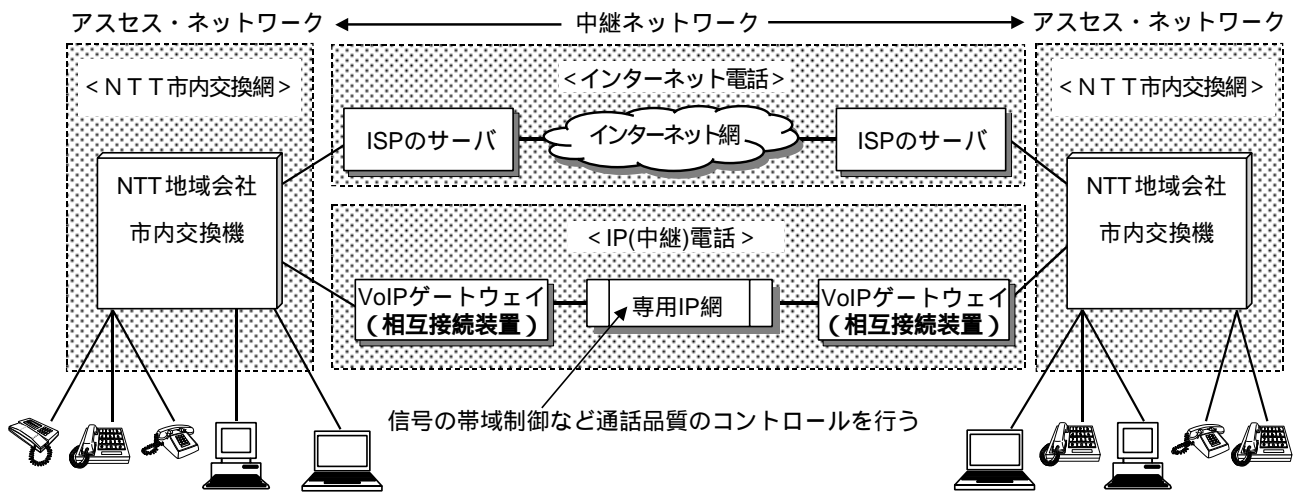 アスセス・ネットワーク
中継ネットワーク
アスセス・ネットワーク
<NTT市内交換網>
NTT地域会社
市内交換機
<インターネット電話>
ISPのサーバ
インターネット網
ISPのサーバ
<IP(中継)電話>
VoIPゲートウェイ
(相互接続装置)
専用IP網
VoIPゲートウェイ
(相互接続装置)
信号の帯域制御など通話品質のコントロールを行う
<NTT市内交換網>
NTT地域会社
市内交換機